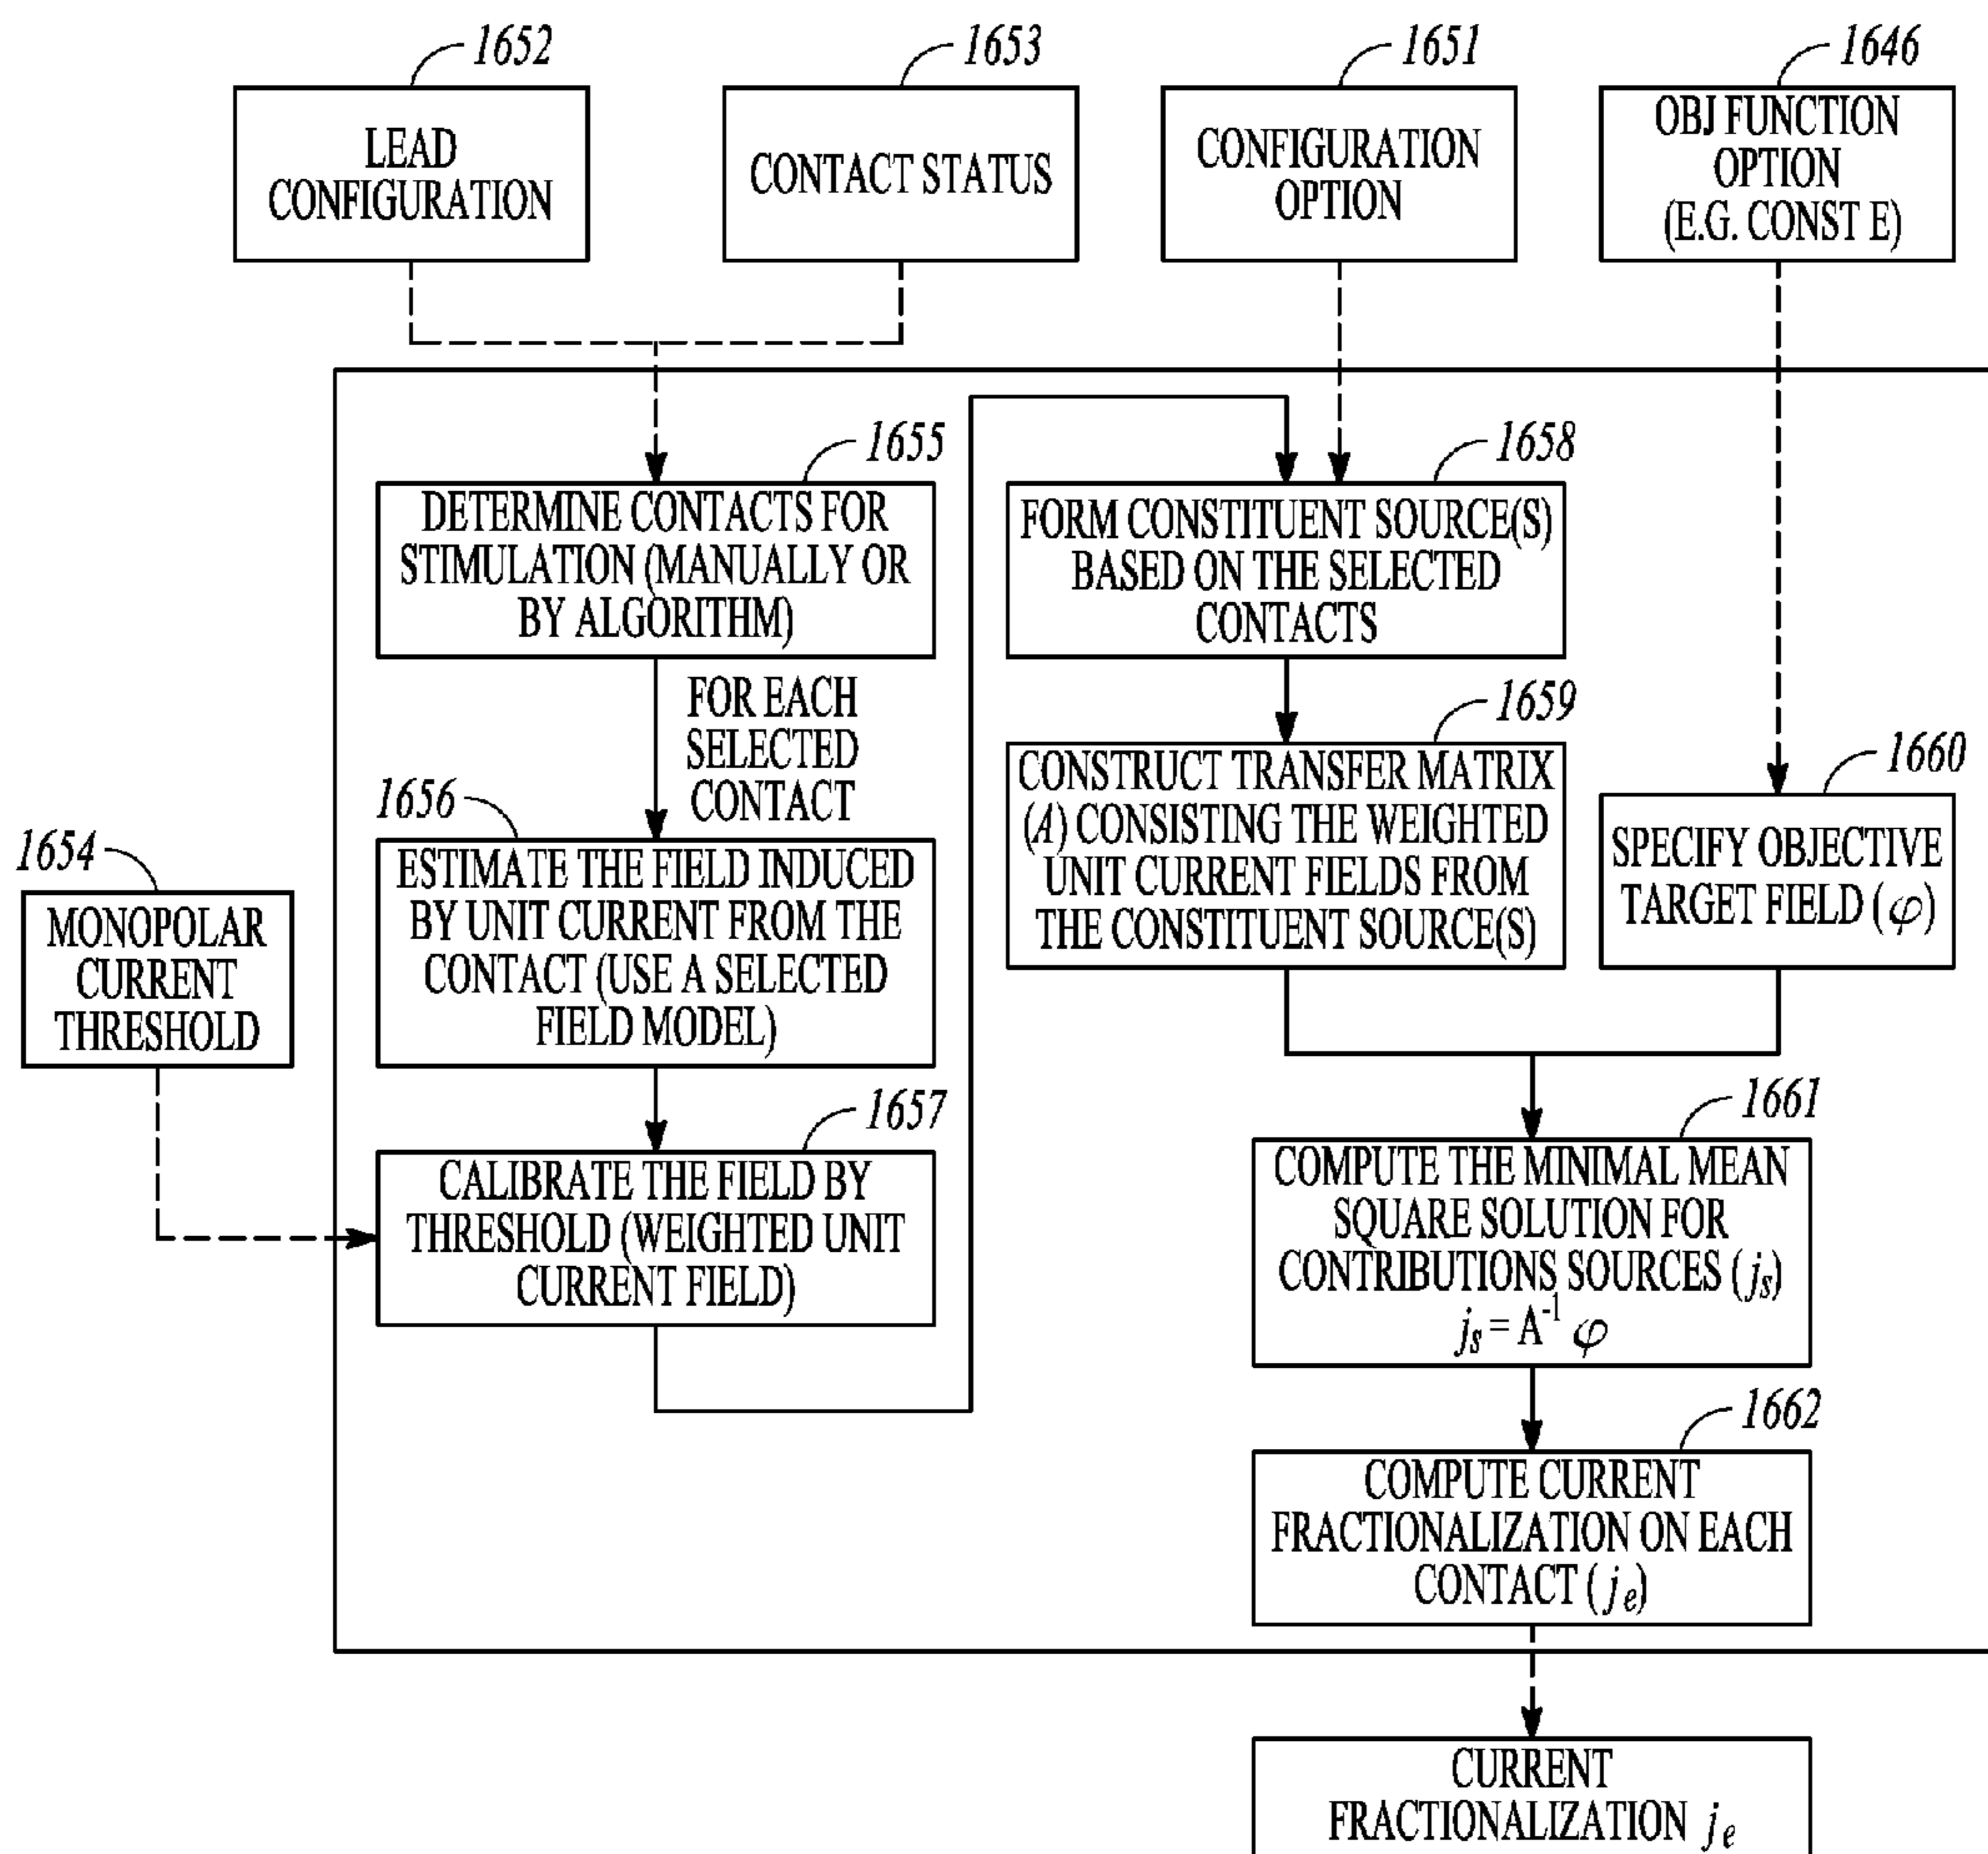 1652
1653
1651
1646
LEAD
CONFIGURATION
CONTACT STATUS
CONFIGURATION
OPTION
OBJ FUNCTION
OPTION
(E.G. CONST E)
1655
DETERMINE CONTACTS FOR
STIMULATION (MANUALLY OR
BY ALGORITHM)
FOR EACH
SELECTED
CONTACT
1656
ESTIMATE THE FIELD INDUCED
BY UNIT CURRENT FROM THE
CONTACT (USE A SELECTED
FIELD MODEL)
1654
MONOPOLAR
CURRENT
THRESHOLD
1657
CALIBRATE THE FIELD BY
THRESHOLD (WEIGHTED UNIT
CURRENT FIELD)
1658
FORM CONSTITUENT SOURCE(S)
BASED ON THE SELECTED
CONTACTS
1659
CONSTRUCT TRANSFER MATRIX
(A) CONSISTING THE WEIGHTED
UNIT CURRENT FIELDS FROM
THE CONSTITUENT SOURCE(S)
1660
SPECIFY OBJECTIVE
TARGET FIELD (φ)
1661
COMPUTE THE MINIMAL MEAN
SQUARE SOLUTION FOR
CONTRIBUTIONS SOURCES (jₛ)
jₛ = A⁻¹ φ
1662
COMPUTE CURRENT
FRACTIONALIZATION ON EACH
CONTACT (jₑ)
CURRENT
FRACTIONALIZATION jₑ